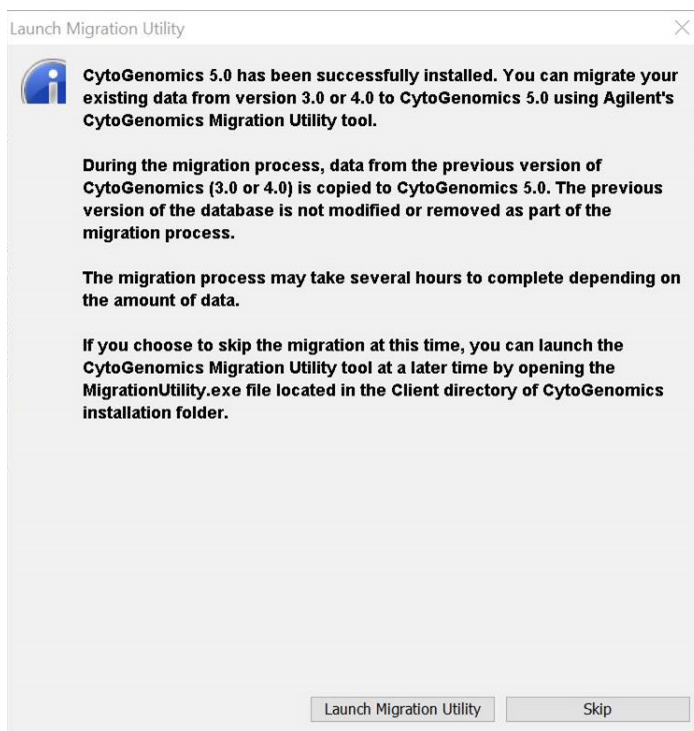 Launch Migration Utility
CytoGenomics 5.0 has been successfully installed. You can migrate your
existing data from version 3.0 or 4.0 to CytoGenomics 5.0 using Agilent's
CytoGenomics Migration Utility tool.
During the migration process, data from the previous version of
CytoGenomics (3.0 or 4.0) is copied to CytoGenomics 5.0. The previous
version of the database is not modified or removed as part of the
migration process.
The migration process may take several hours to complete depending on
the amount of data.
If you choose to skip the migration at this time, you can launch the
CytoGenomics Migration Utility tool at a later time by opening the
MigrationUtility.exe file located in the Client directory of CytoGenomics
installation folder.
Launch Migration Utility Skip